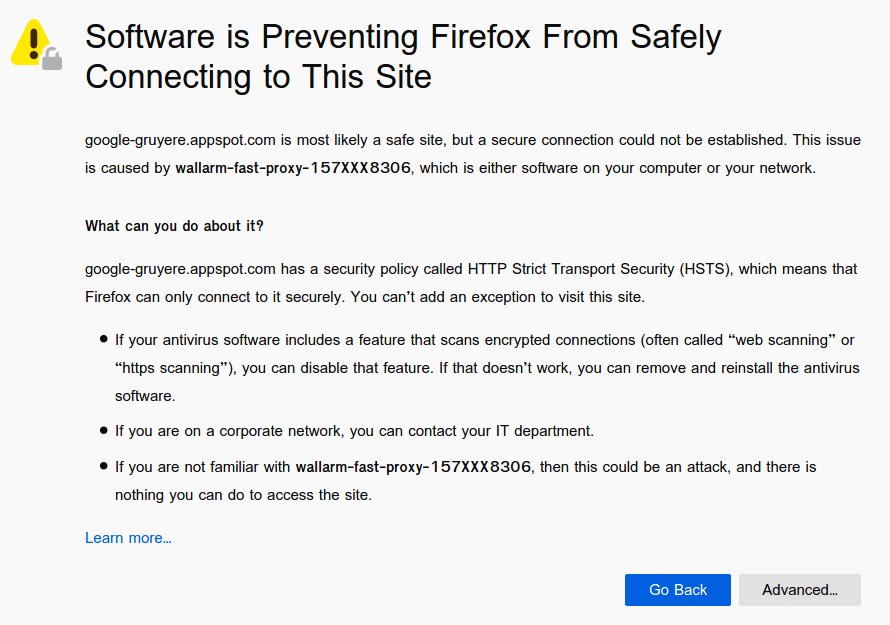 Software is Preventing Firefox From Safely
Connecting to This Site
google-gruyere.appspot.com is most likely a safe site, but a secure connection could not be established. This issue
is caused by wallarm-fast-proxy-157XXX8306, which is either software on your computer or your network.
What can you do about it?
google-gruyere.appspot.com has a security policy called HTTP Strict Transport Security (HSTS), which means that
Firefox can only connect to it securely. You can’t add an exception to visit this site.
● If your antivirus software includes a feature that scans encrypted connections (often called “web scanning” or
“https scanning”), you can disable that feature. If that doesn’t work, you can remove and reinstall the antivirus
software.
● If you are on a corporate network, you can contact your IT department.
● If you are not familiar with wallarm-fast-proxy-157XXX8306, then this could be an attack, and there is
nothing you can do to access the site.
Learn more…
Go Back Advanced…